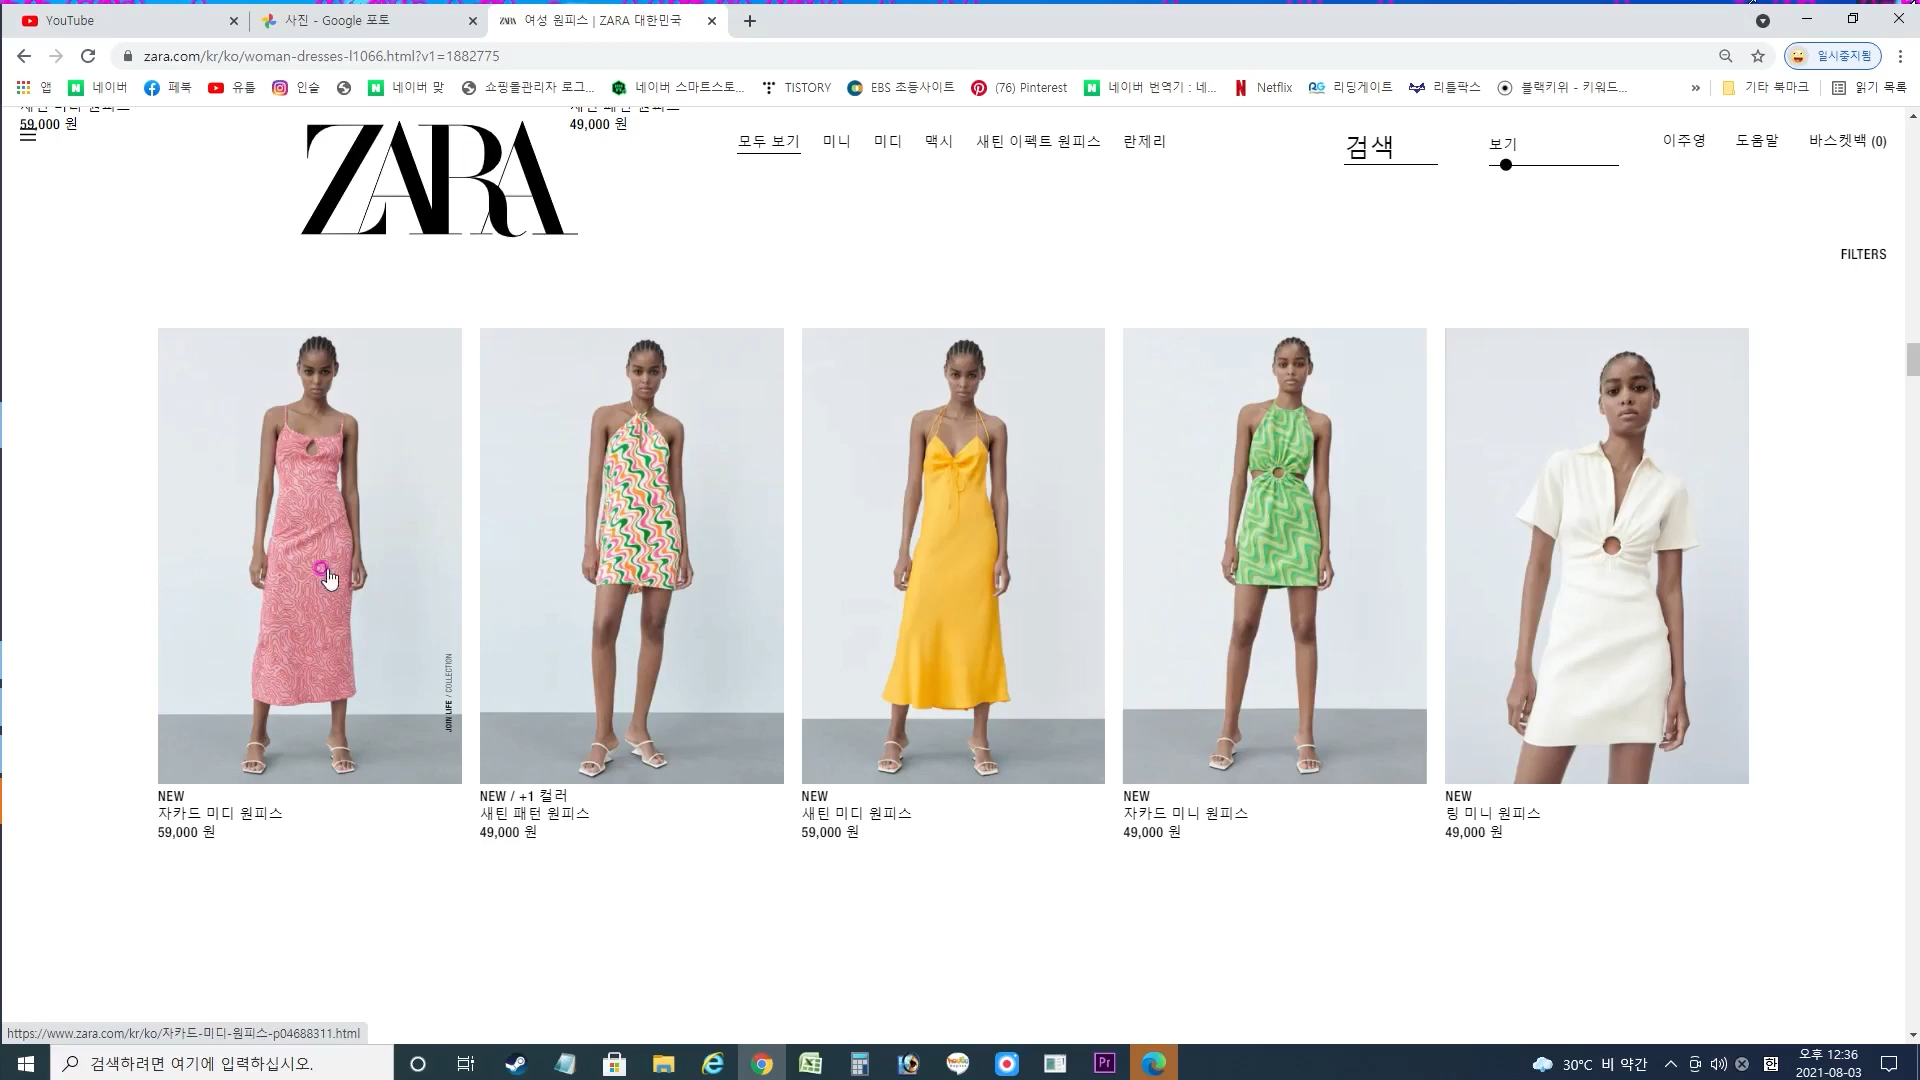 YouTube
사진 - Google 포토
ZARA 여성 원피스 | ZARA 대한민국
zara.com/kr/ko/woman-dresses-l1066.html?v1=1882775
일시중지됨
앱
네이버
페북
유틀
인슬
네이버 맞
쇼핑몰관리자 로그...
네이버 스마트스토...
TISTORY
EBS 초등사이트
(76) Pinterest
네이버 번역기 : 네...
Netflix
리딩게이트
리틀팍스
블랙키위 - 키워드...
»
기타 북마크
읽기 목록
59,000 원
49,000 원
ZARA
모두 보기
미니
미디
맥시
새틴 이펙트 원피스
란제리
검색
보기
이주영
도움말
바스켓백 (0)
FILTERS
JOIN LIFE / COLLECTION
NEW
자카드 미디 원피스
59,000 원
NEW / +1 컬러
새틴 패턴 원피스
49,000 원
NEW
새틴 미디 원피스
59,000 원
NEW
자카드 미니 원피스
49,000 원
NEW
링 미니 원피스
49,000 원
https://www.zara.com/kr/ko/자카드-미디-원피스-p04688311.html
검색하려면 여기에 입력하십시오.
Pr
30°C 비 약간
한
오후 12:36
2021-08-03